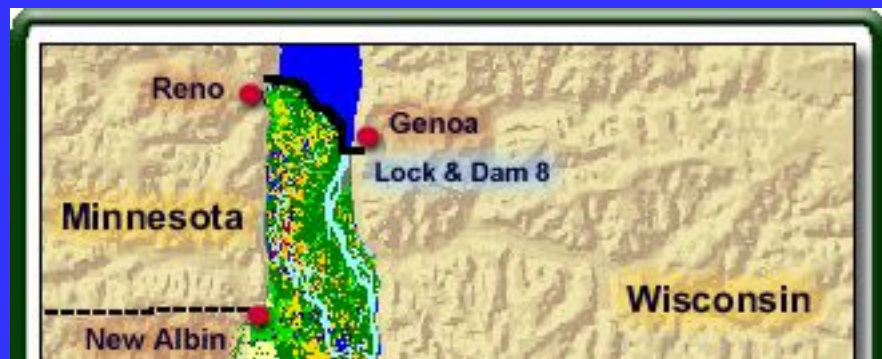 Reno
Genoa
Lock & Dam 8
Minnesota
Wisconsin
New Albin